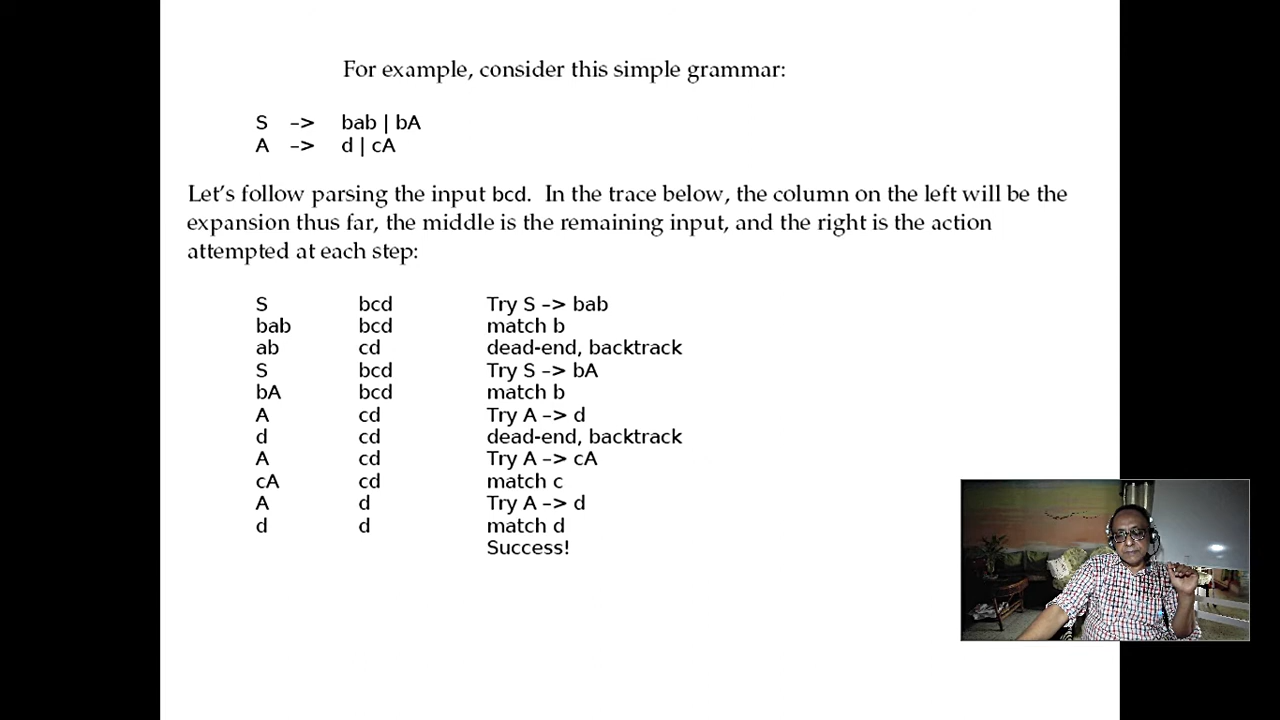 For example, consider this simple grammar:
S –> bab | bA
A –> d | cA
Let’s follow parsing the input bcd. In the trace below, the column on the left will be the
expansion thus far, the middle is the remaining input, and the right is the action
attempted at each step:
S bcd Try S –> bab
bab bcd match b
ab cd dead-end, backtrack
S bcd Try S –> bA
bA bcd match b
A cd Try A –> d
d cd dead-end, backtrack
A cd Try A –> cA
cA cd match c
A d Try A –> d
d d match d
Success!